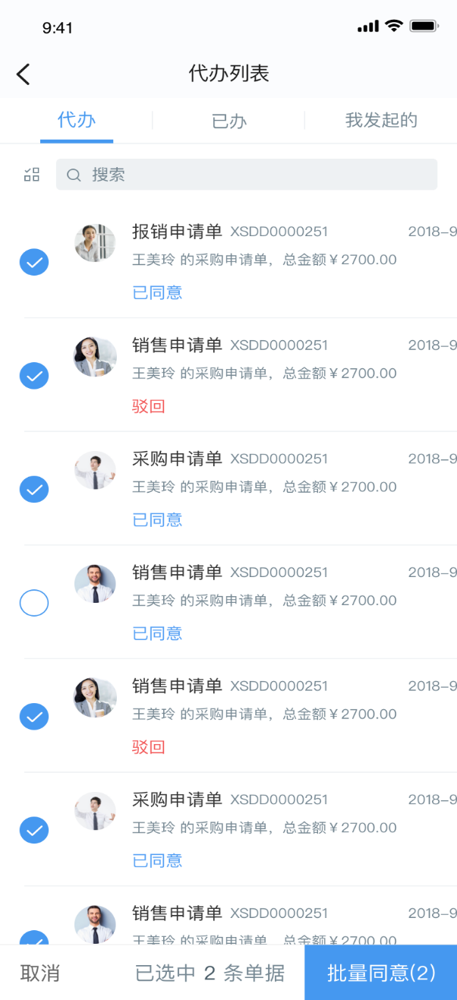 9:41
代办列表
代办 已办 我发起的
搜索
报销申请单 XSDD0000251 2018-9
王美玲 的采购申请单，总金额￥2700.00
已同意
销售申请单 XSDD0000251 2018-9
王美玲 的采购申请单，总金额￥2700.00
驳回
采购申请单 XSDD0000251 2018-9
王美玲 的采购申请单，总金额￥2700.00
已同意
销售申请单 XSDD0000251 2018-9
王美玲 的采购申请单，总金额￥2700.00
已同意
销售申请单 XSDD0000251 2018-9
王美玲 的采购申请单，总金额￥2700.00
驳回
采购申请单 XSDD0000251 2018-9
王美玲 的采购申请单，总金额￥2700.00
已同意
销售申请单 XSDD0000251 2018-9
王美玲 的采购申请单，总金额￥2700.00
取消 已选中 2 条单据 批量同意(2)